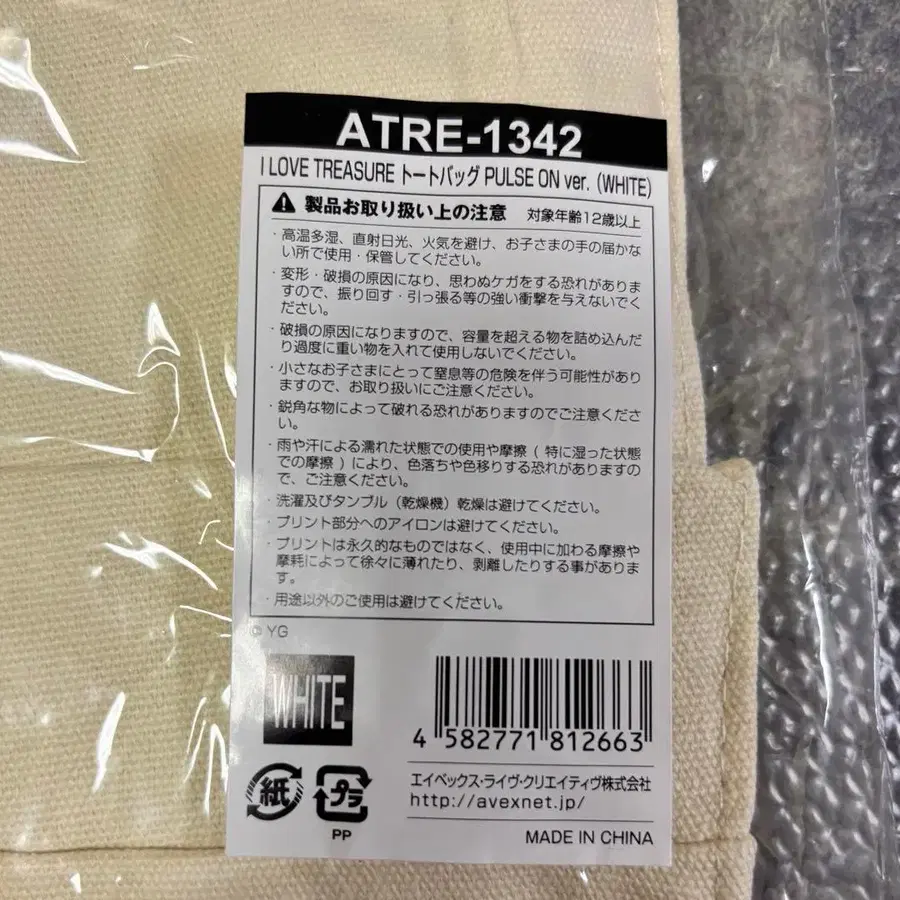 ATRE-1342
I LOVE TREASURE トートバッグ PULSE ON ver. (WHITE)
製品お取り扱い上の注意 対象年齢12歳以上
・高温多湿、直射日光、火気を避け、お子さまの手の届かな
い所で使用・保管してください。
・変形・破損の原因になり、思わぬケガをする恐れがありま
すので、振り回す・引っ張る等の強い衝撃を与えないでく
ださい。
・破損の原因になりますので、容量を超える物を詰め込んだ
り過度に重い物を入れて使用しないでください。
・小さなお子さまにとって窒息等の危険を伴う可能性があり
ますので、お取り扱いにご注意ください。
・鋭角な物によって破れる恐れがありますのでご注意くださ
い。
・雨や汗による濡れた状態での使用や摩擦 ( 特に湿った状態
での摩擦 ) により、色落ちや色移りする恐れがありますの
で、ご注意ください。
・洗濯及びタンブル（乾燥機）乾燥は避けてください。
・プリント部分へのアイロンは避けてください。
・プリントは永久的なものではなく、使用中に加わる摩擦や
摩耗によって徐々に薄れたり、剥離したりする事がありま
す。
・用途以外のご使用は避けてください。
© YG
WHITE
4 582771 812663
紙
プラ
PP
エイベックス・ライヴ・クリエイティヴ株式会社
http://avexnet.jp/
MADE IN CHINA